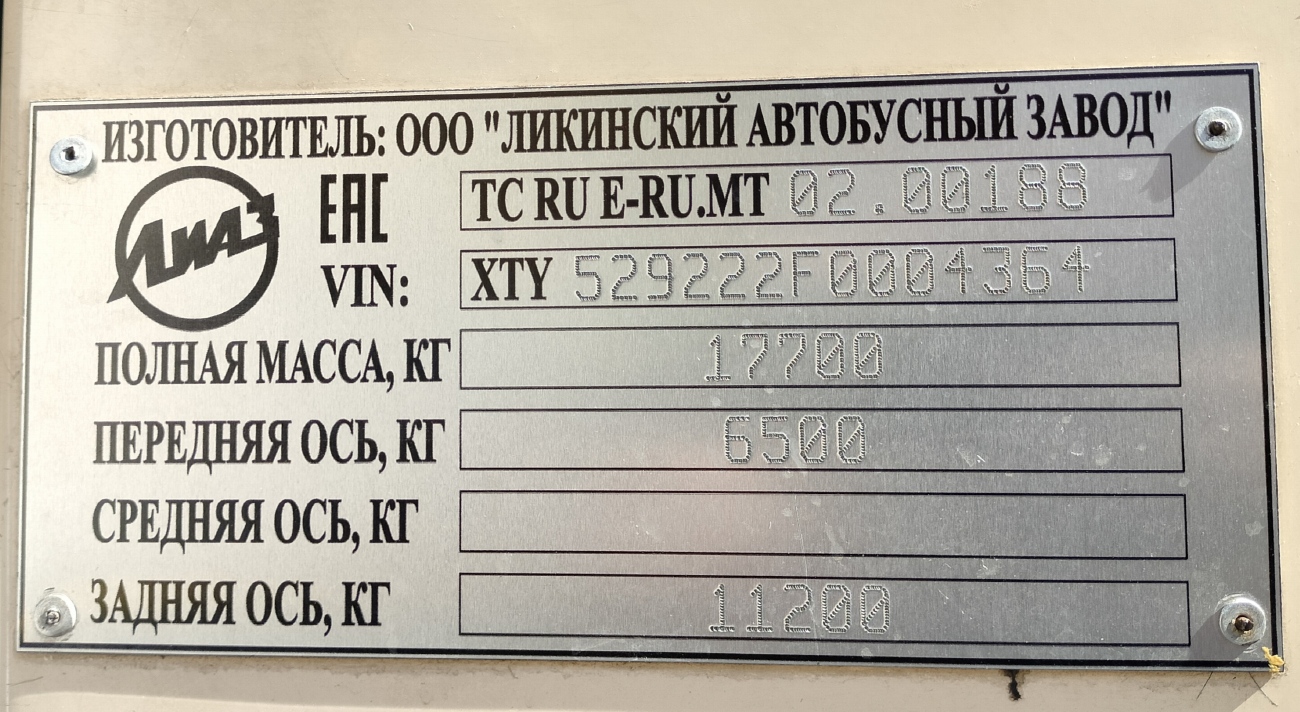 ИЗГОТОВИТЕЛЬ: ООО "ЛИКИНСКИЙ АВТОБУСНЫЙ ЗАВОД"
ЛиАЗ
ЕАС
ТС RU E-RU.MT 02.00188
VIN: XTY 529222F0004364
ПОЛНАЯ МАССА, КГ 17700
ПЕРЕДНЯЯ ОСЬ, КГ 6500
СРЕДНЯЯ ОСЬ, КГ
ЗАДНЯЯ ОСЬ, КГ 11200